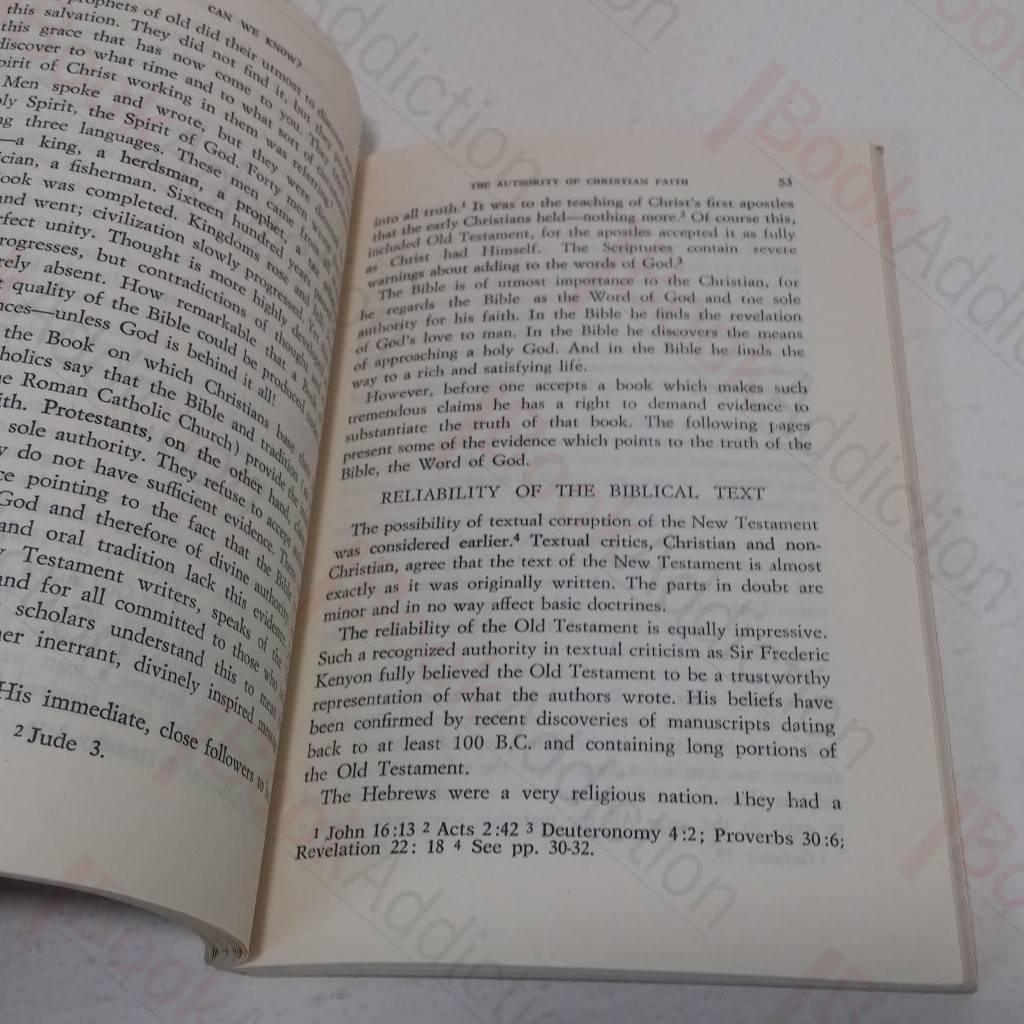 CAN WE KNOW?
prophets of old did their utmost to
this salvation. They did not find it, but they
this grace that has now come to you. They
discover to what time and to what sort of
Spirit of Christ working in them was referring.
Men spoke and wrote, but they were
Holy Spirit, the Spirit of God. Forty men
three languages. These men came from all
—a king, a herdsman, a prophet, a tax
a fisherman. Sixteen hundred years
Book was completed. Kingdoms rose and fell
and went; civilization slowly progressed. Yet
perfect unity. Thought is more highly developed
progresses, but contradictions of thought and
absent. How remarkable that a Book
quality of the Bible could be produced
unless God is behind it all!
the Book on which Christians base their
say that the Bible and tradition
Roman Catholic Church) provide the
Protestants, on the other hand,
sole authority. They refuse to accept
do not have sufficient evidence. There
pointing to the fact that the Bible
God and therefore of divine authority.
and oral tradition lack this evidence.
Testament writers, speaks of the
and for all committed to those who
scholars understand this to mean
inerrant, divinely inspired message
His immediate, close followers to be
2 Jude 3.
THE AUTHORITY OF CHRISTIAN FAITH 53
into all truth.1 It was to the teaching of Christ's first apostles
that the early Christians held—nothing more.2 Of course this,
included Old Testament, for the apostles accepted it as fully
as Christ had Himself. The Scriptures contain severe
warnings about adding to the words of God.3
The Bible is of utmost importance to the Christian, for
he regards the Bible as the Word of God and the sole
authority for his faith. In the Bible he finds the revelation
of God's love to man. In the Bible he discovers the means
of approaching a holy God. And in the Bible he finds the
way to a rich and satisfying life.
However, before one accepts a book which makes such
tremendous claims he has a right to demand evidence to
substantiate the truth of that book. The following pages
present some of the evidence which points to the truth of the
Bible, the Word of God.
RELIABILITY OF THE BIBLICAL TEXT
The possibility of textual corruption of the New Testament
was considered earlier.4 Textual critics, Christian and non-
Christian, agree that the text of the New Testament is almost
exactly as it was originally written. The parts in doubt are
minor and in no way affect basic doctrines.
The reliability of the Old Testament is equally impressive.
Such a recognized authority in textual criticism as Sir Frederic
Kenyon fully believed the Old Testament to be a trustworthy
representation of what the authors wrote. His beliefs have
been confirmed by recent discoveries of manuscripts dating
back to at least 100 B.C. and containing long portions of
the Old Testament.
The Hebrews were a very religious nation. They had a
1 John 16:13 2 Acts 2:42 3 Deuteronomy 4:2; Proverbs 30:6;
Revelation 22: 18 4 See pp. 30-32.
BookAddiction